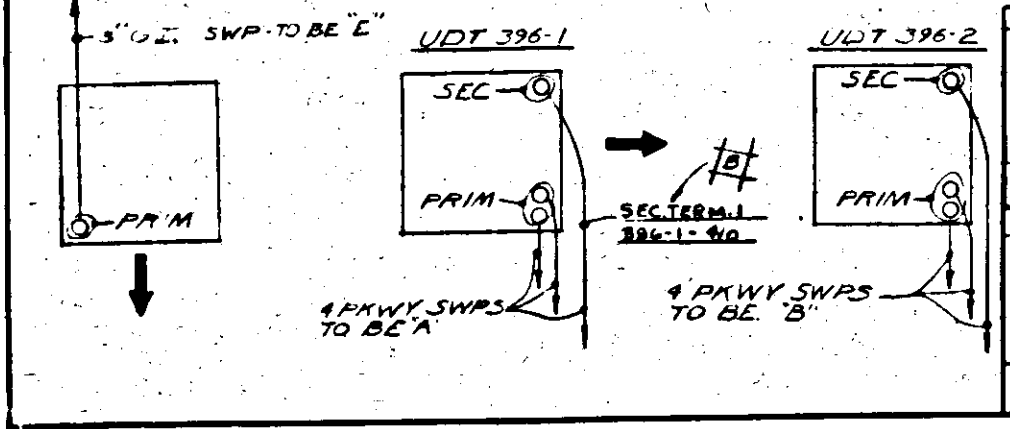 3" G.I. SWP-TO BE "E"
PRIM
UDT 396-1
SEC
PRIM
B
SEC. TERM. 1
396-1-4/0
4 PKWY SWPS
TO BE "A"
UDT 396-2
SEC
PRIM
4 PKWY SWPS
TO BE "B"